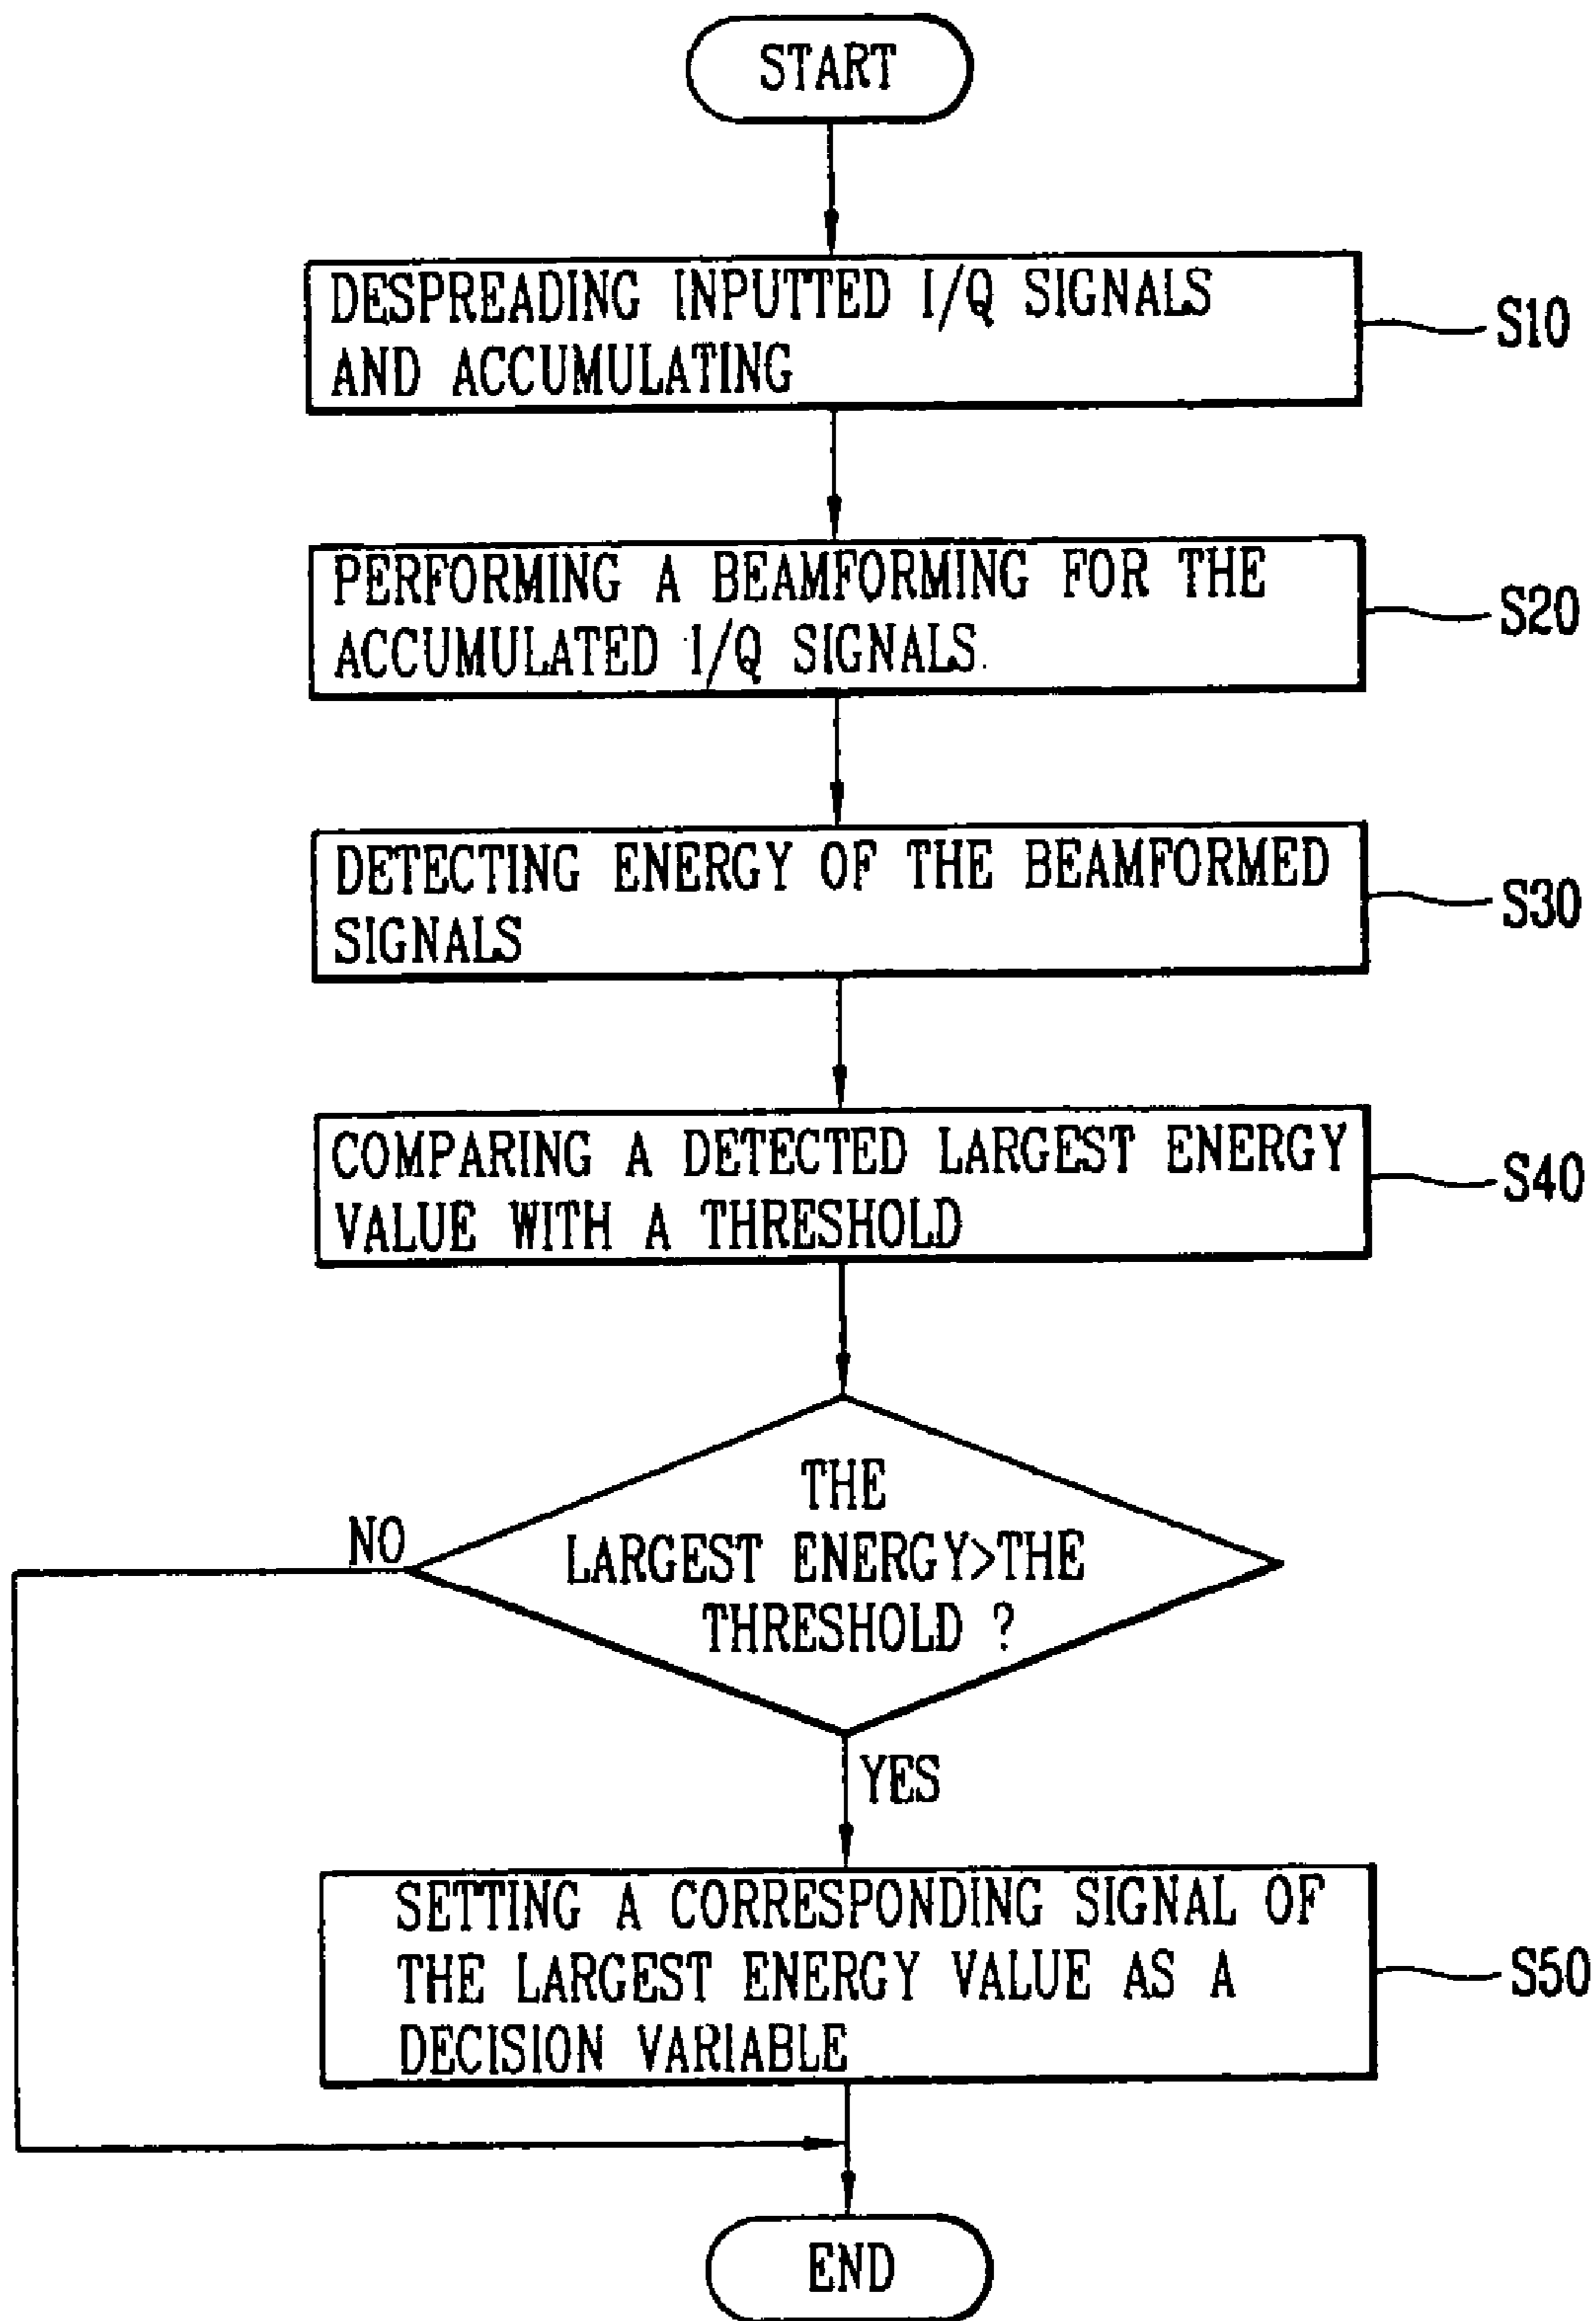 START
DESPREADING INPUTTED I/Q SIGNALS
AND ACCUMULATING
S10
PERFORMING A BEAMFORMING FOR THE
ACCUMULATED I/Q SIGNALS.
S20
DETECTING ENERGY OF THE BEAMFORMED
SIGNALS
S30
COMPARING A DETECTED LARGEST ENERGY
VALUE WITH A THRESHOLD
S40
THE
LARGEST ENERGY>THE
THRESHOLD ?
NO
YES
SETTING A CORRESPONDING SIGNAL OF
THE LARGEST ENERGY VALUE AS A
DECISION VARIABLE
S50
END